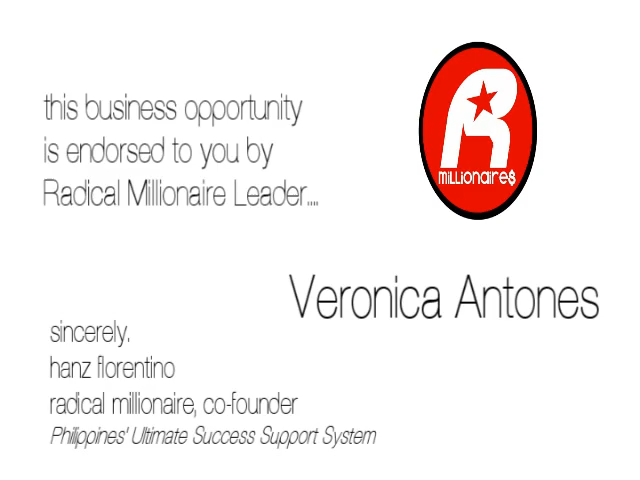 this business opportunity
is endorsed to you by
Radical Millionaire Leader....
R
millionaire$
Veronica Antones
sincerely.
hanz florentino
radical millionaire, co-founder
Philippines' Ultimate Success Support System